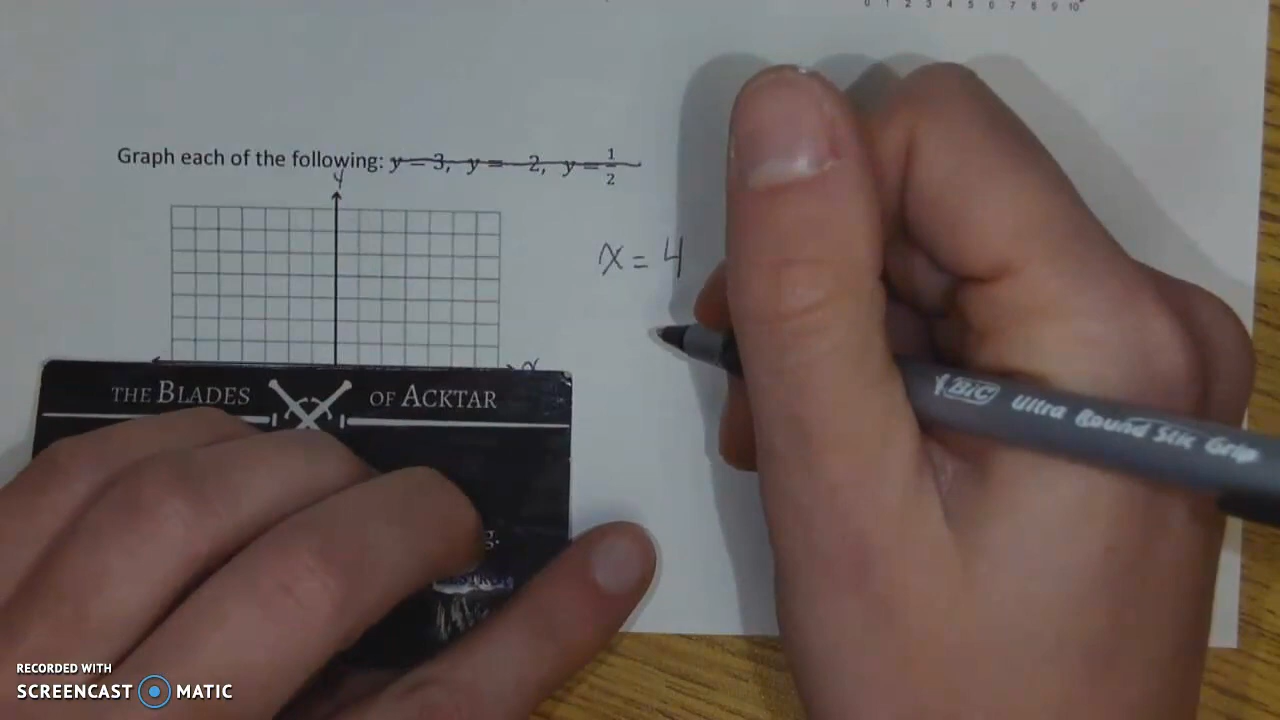 0 1 2 3 4 5 6 7 8 9 10
Graph each of the following: y = 3, y = -2, y = 1/2
y
x = 4
x
THE BLADES OF ACKTAR
BIC Ultra Round Stic Grip
g.
RECORDED WITH
SCREENCAST MATIC